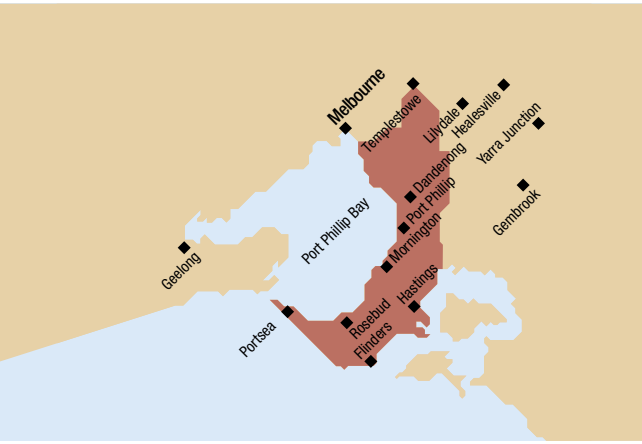 Melbourne
Templestowe
Lilydale
Healesville
Yarra Junction
Dandenong
Port Phillip
Gembrook
Port Phillip Bay
Mornington
Geelong
Hastings
Portsea
Rosebud
Flinders